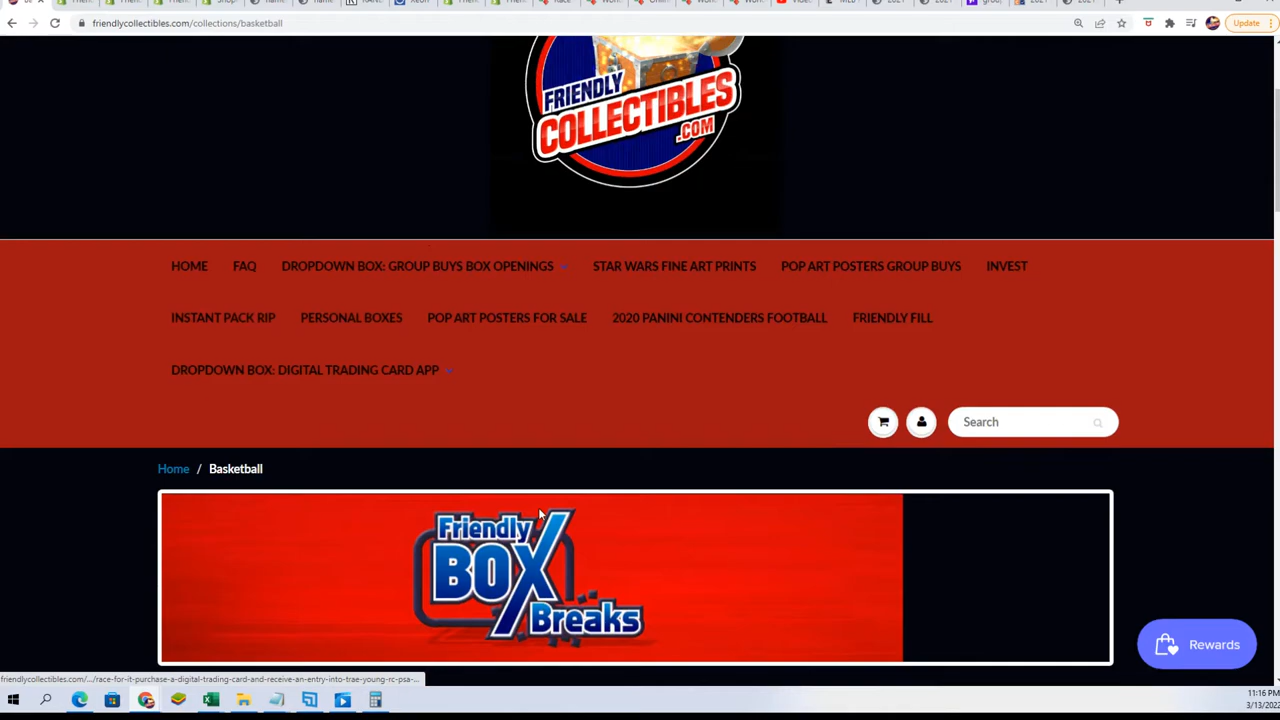 friendlycollectibles.com/collections/basketball
Update
FRIENDLY
COLLECTIBLES
.COM
HOME FAQ DROPDOWN BOX: GROUP BUYS BOX OPENINGS STAR WARS FINE ART PRINTS POP ART POSTERS GROUP BUYS INVEST
INSTANT PACK RIP PERSONAL BOXES POP ART POSTERS FOR SALE 2020 PANINI CONTENDERS FOOTBALL FRIENDLY FILL
DROPDOWN BOX: DIGITAL TRADING CARD APP
Search
Home / Basketball
Friendly
BOX
Breaks
Rewards
friendlycollectibles.com/.../race-for-it-purchase-a-digital-trading-card-and-receive-an-entry-into-trae-young-rc-psa-...
11:16 PM